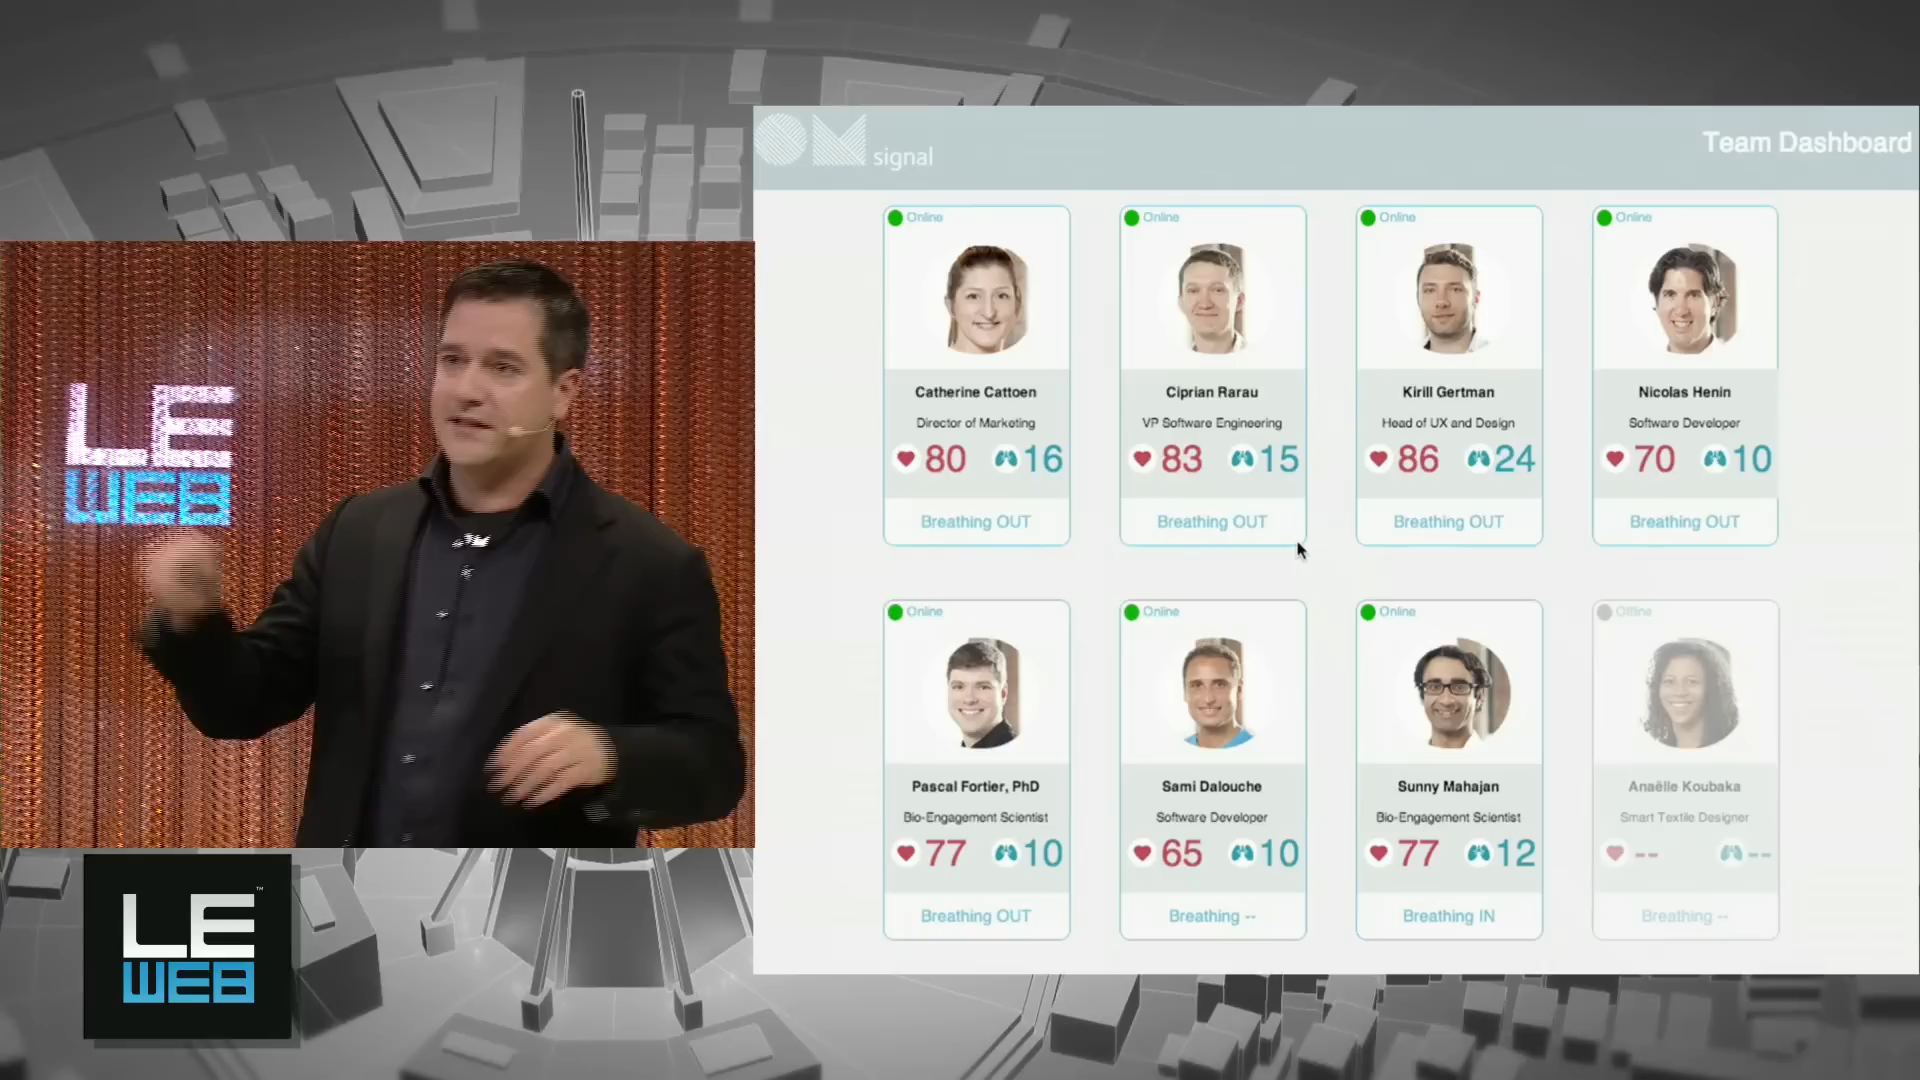 OM signal
Team Dashboard
Online
Online
Online
Online
Catherine Cattoen
Ciprian Rarau
Kirill Gertman
Nicolas Henin
Director of Marketing
VP Software Engineering
Head of UX and Design
Software Developer
80 16
83 15
86 24
70 10
Breathing OUT
Breathing OUT
Breathing OUT
Breathing OUT
LE
WEB
Online
Online
Online
Offline
Pascal Fortier, PhD
Sami Dalouche
Sunny Mahajan
Anaëlle Koubaka
Bio-Engagement Scientist
Software Developer
Bio-Engagement Scientist
Smart Textile Designer
77 10
65 10
77 12
-- --
Breathing OUT
Breathing --
Breathing IN
Breathing --
LE™
WEB